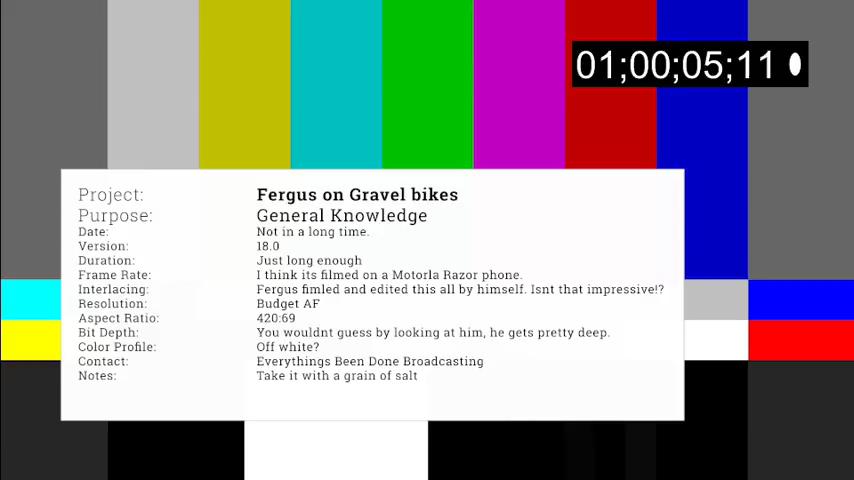 01;00;05;11
Project: Fergus on Gravel bikes
Purpose: General Knowledge
Date: Not in a long time.
Version: 18.0
Duration: Just long enough
Frame Rate: I think its filmed on a Motorla Razor phone.
Interlacing: Fergus fimled and edited this all by himself. Isnt that impressive!?
Resolution: Budget AF
Aspect Ratio: 420:69
Bit Depth: You wouldnt guess by looking at him, he gets pretty deep.
Color Profile: Off white?
Contact: Everythings Been Done Broadcasting
Notes: Take it with a grain of salt